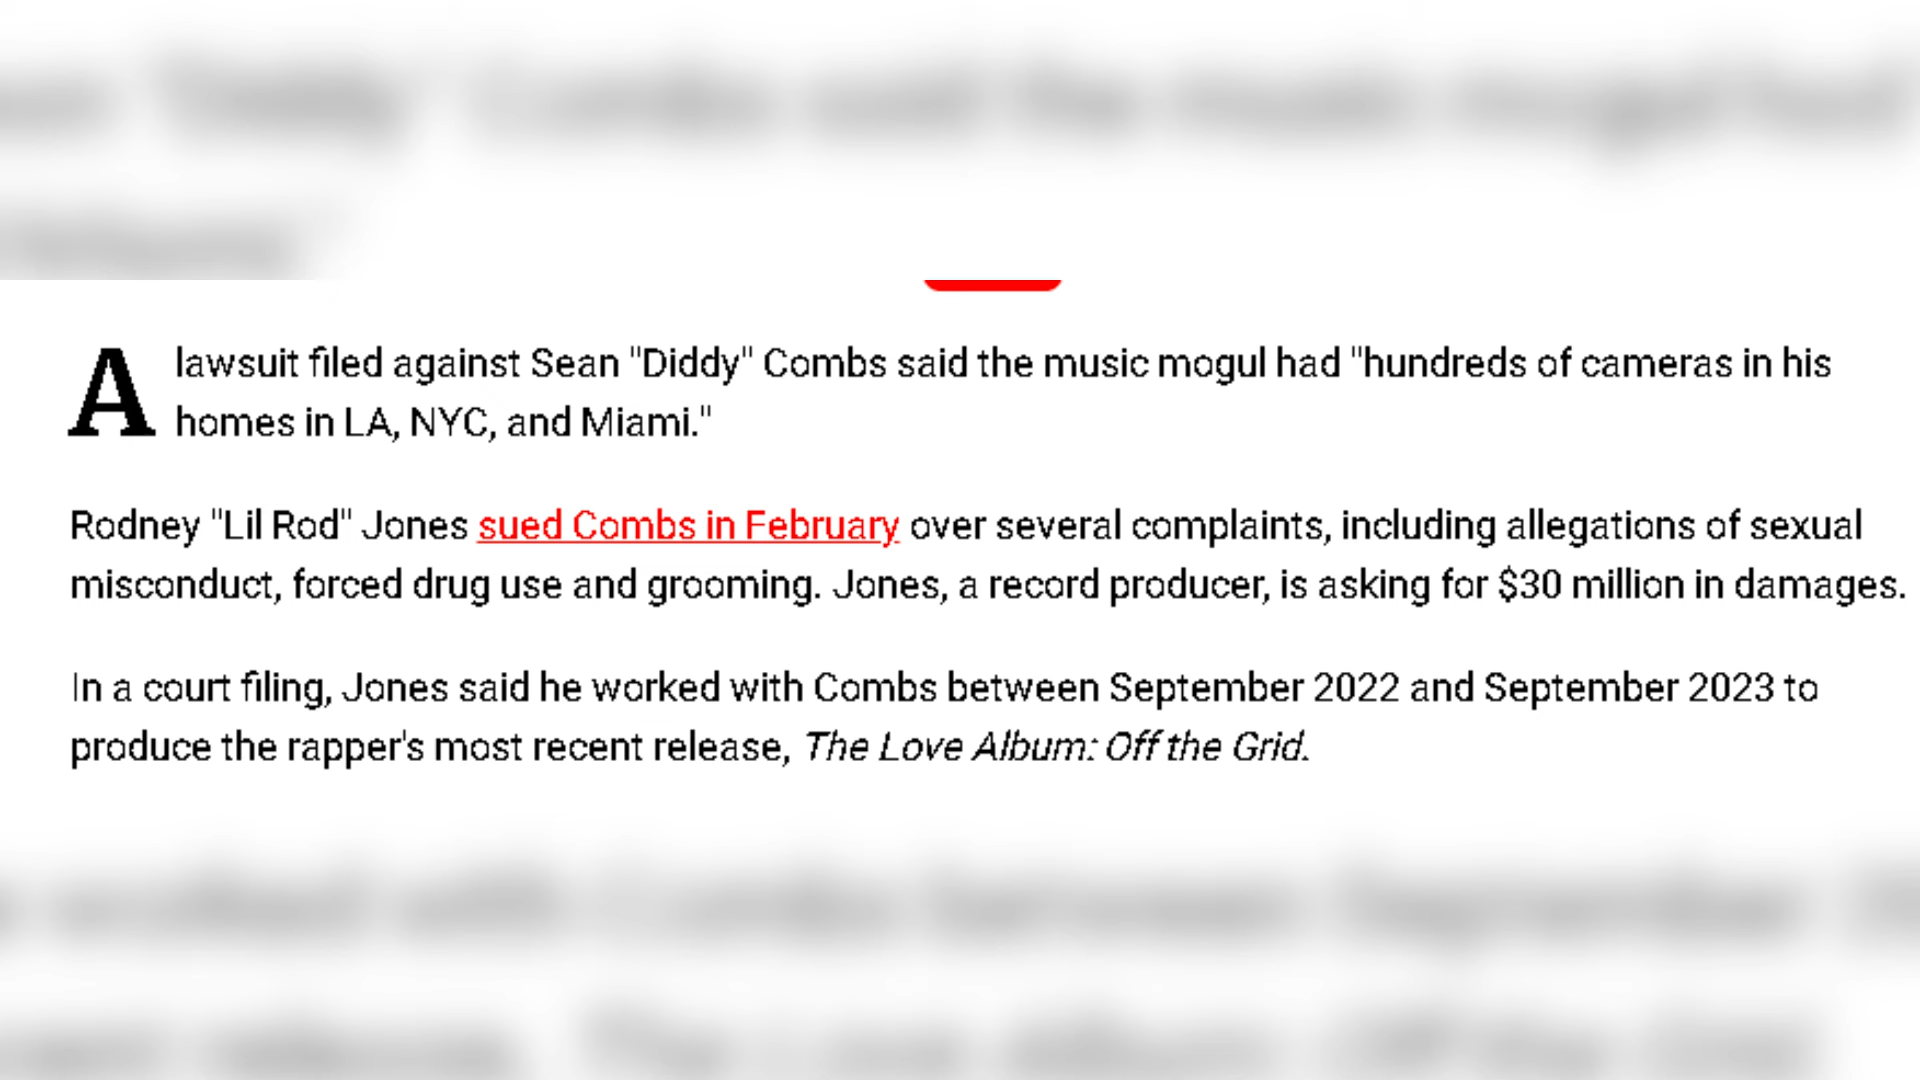 A lawsuit filed against Sean "Diddy" Combs said the music mogul had "hundreds of cameras in his
homes in LA, NYC, and Miami."
Rodney "Lil Rod" Jones sued Combs in February over several complaints, including allegations of sexual
misconduct, forced drug use and grooming. Jones, a record producer, is asking for $30 million in damages.
In a court filing, Jones said he worked with Combs between September 2022 and September 2023 to
produce the rapper's most recent release, The Love Album: Off the Grid.